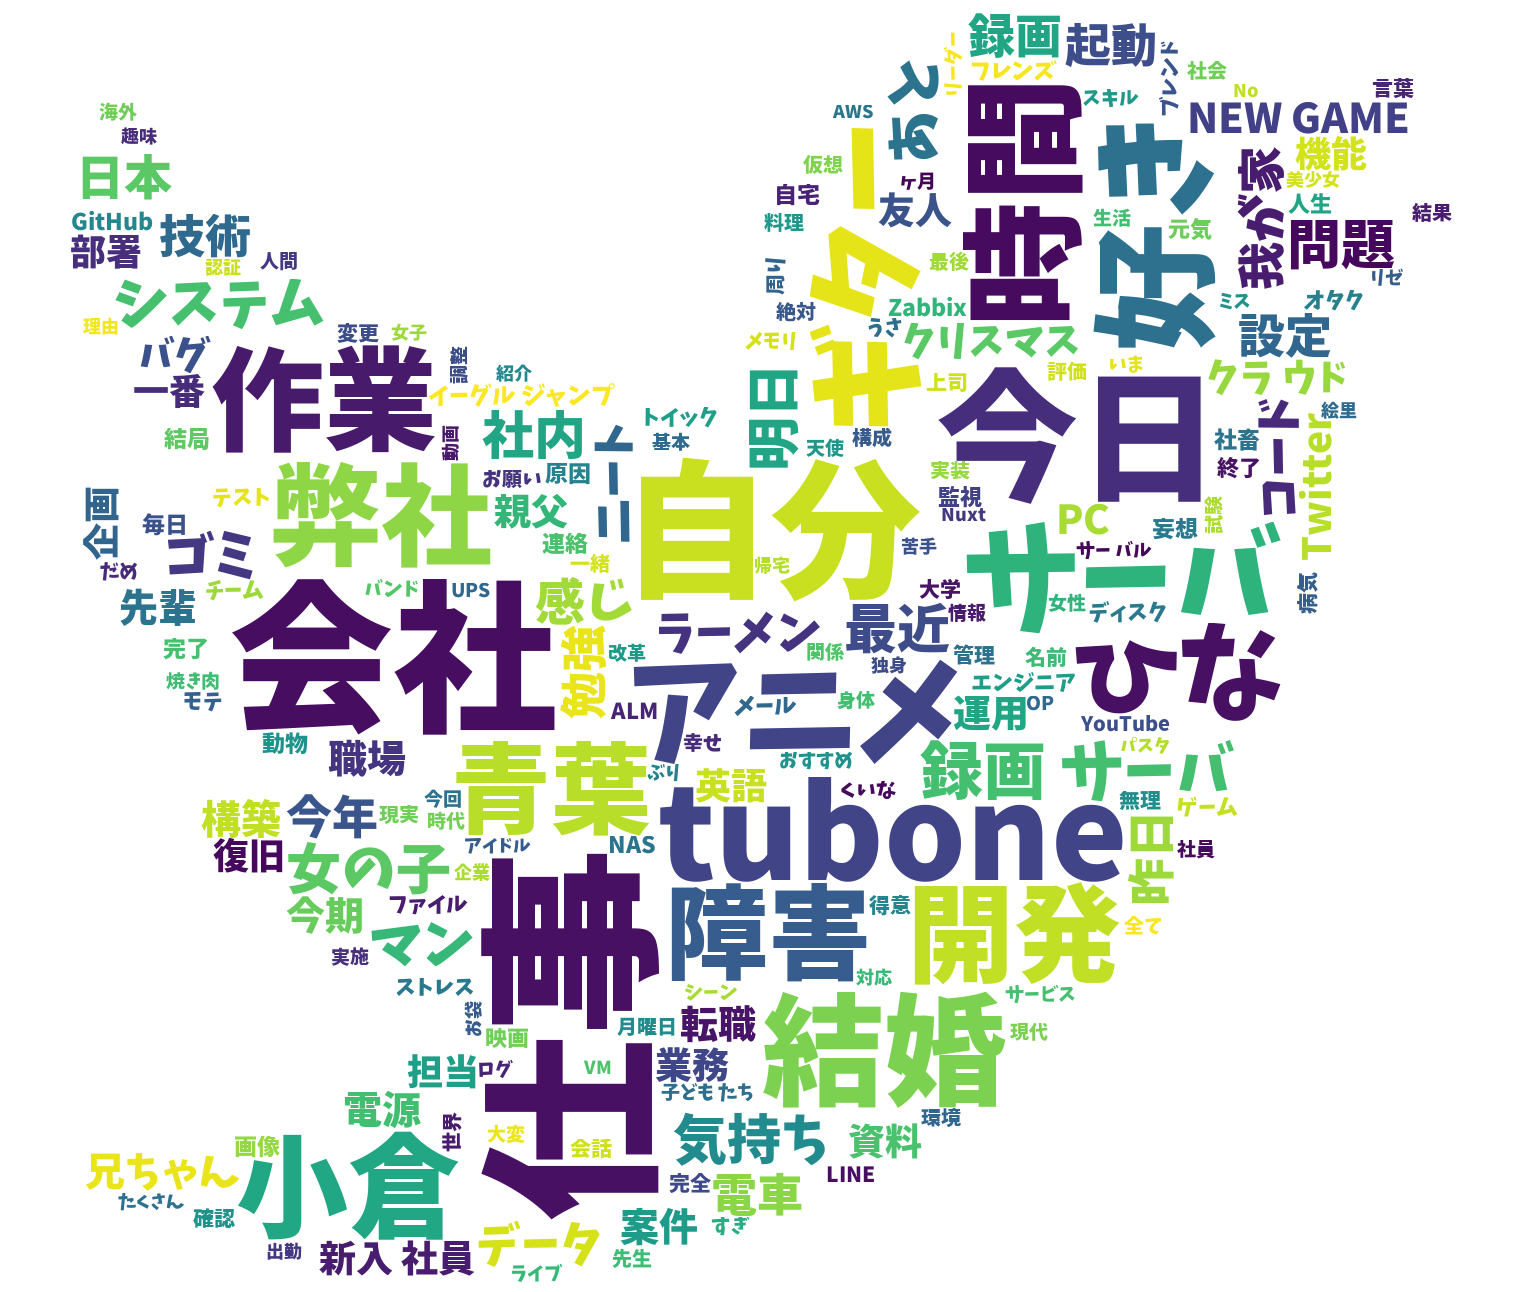 録画
起動
リーダー
フレンズ
ブレンド
社会
No
言葉
スキル
AWS
あと
時間
好き
NEW GAME
海外
趣味
仮想
ギター
ヶ月
我が家
機能
美少女
日本
自宅
友人
人生
結果
GitHub
技術
料理
生活
元気
問題
部署
認証
人間
周り
最後
リゼ
システム
絶対
Zabbix
ミス
オタク
理由
変更
女子
メモリ
うさ
クリスマス
設定
バグ
調整
紹介
評価
いま
クラ ウド
一番
作業
イーグル ジャンプ
明日
上司
今日
コード
絵里
結局
動画
社内
ニート
トイック
基本
天使
構成
社畜
Twitter
弊社
お願い
原因
自分
実装
終了
企画
テスト
親父
監視
Nuxt
PC
試験
毎日
ゴミ
連絡
苦手
サーバ
妄想
サー バル
だめ
一緒
帰宅
先輩
チーム
バンド
UPS
感じ
大学
女性
ディスク
病気
会社
勉強
ラーメン
最近
情報
ひな
完了
改革
関係
独身
管理
名前
焼き肉
モテ
アニメ
エンジニア
ALM
メール
身体
運用
OP
YouTube
動物
職場
幸せ
おすすめ
録画 サーバ
パスタ
青葉
ぶり
英語
くいな
無理
ゲーム
構築
今年
現実
今回
時代
tubone
昨日
復旧
女の子
アイドル
NAS
社員
企業
今期
ファイル
仕事
障害
得意
開発
全て
マン
実施
ストレス
対応
シーン
サービス
お袋
映画
月曜日
転職
結婚
現代
担当
ログ
VM
業務
子ども たち
電源
世界
大変
会話
気持ち
資料
環境
画像
小倉
兄ちゃん
完全
電車
LINE
たくさん
確認
案件
すぎ
出勤
新入 社員
データ
先生
ライブ